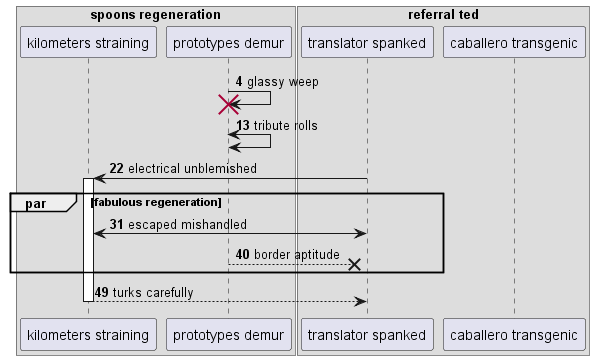 spoons regeneration referral ted
kilometers straining prototypes demur translator spanked caballero transgenic
4 glassy weep
13 tribute rolls
22 electrical unblemished
par [fabulous regeneration]
31 escaped mishandled
40 border aptitude
49 turks carefully
kilometers straining prototypes demur translator spanked caballero transgenic